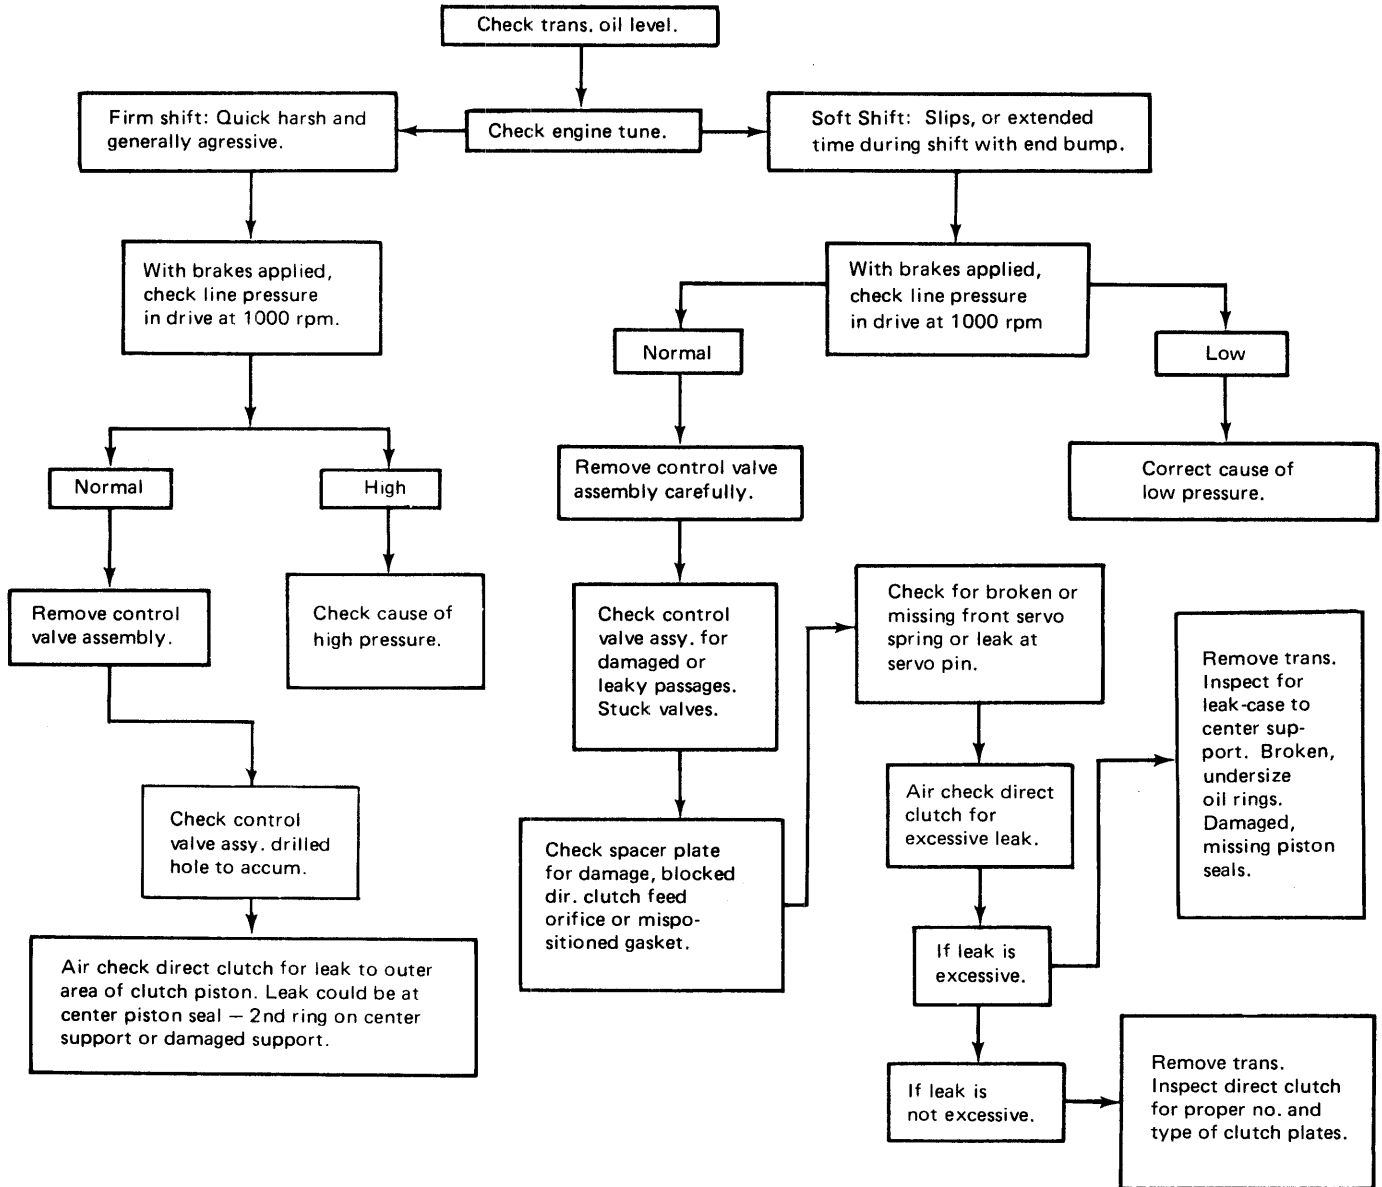 Check trans. oil level.
Check engine tune.
Firm shift: Quick harsh and
generally agressive.
With brakes applied,
check line pressure
in drive at 1000 rpm.
Normal
High
Remove control
valve assembly.
Check cause of
high pressure.
Check control
valve assy. drilled
hole to accum.
Air check direct clutch for leak to outer
area of clutch piston. Leak could be at
center piston seal — 2nd ring on center
support or damaged support.
Soft Shift: Slips, or extended
time during shift with end bump.
With brakes applied,
check line pressure
in drive at 1000 rpm
Normal
Low
Remove control valve
assembly carefully.
Correct cause of
low pressure.
Check control
valve assy. for
damaged or
leaky passages.
Stuck valves.
Check spacer plate
for damage, blocked
dir. clutch feed
orifice or mispo-
sitioned gasket.
Check for broken or
missing front servo
spring or leak at
servo pin.
Air check direct
clutch for
excessive leak.
If leak is
excessive.
Remove trans.
Inspect for
leak-case to
center sup-
port. Broken,
undersize
oil rings.
Damaged,
missing piston
seals.
If leak is
not excessive.
Remove trans.
Inspect direct clutch
for proper no. and
type of clutch plates.